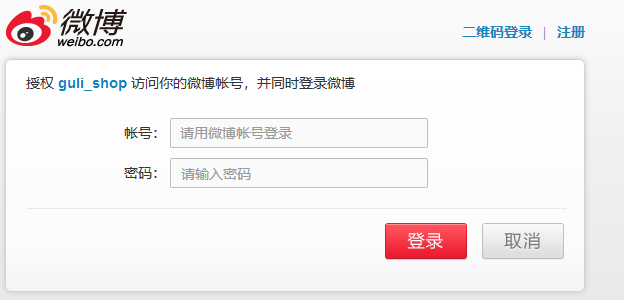 微博
weibo.com
二维码登录 | 注册
授权 guli_shop 访问你的微博帐号，并同时登录微博
帐号： 请用微博帐号登录
密码： 请输入密码
登录 取消